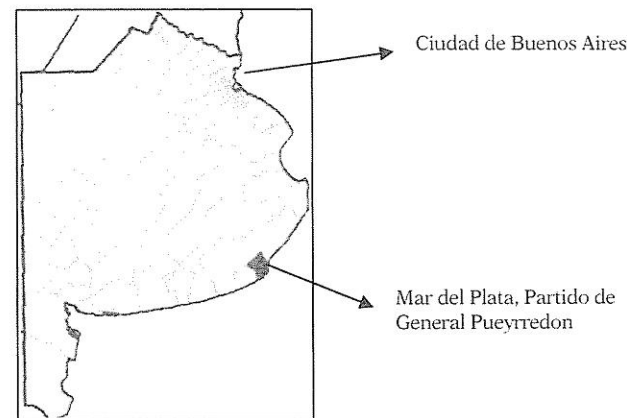 Ciudad de Buenos Aires
Mar del Plata, Partido de
General Pueyrredon